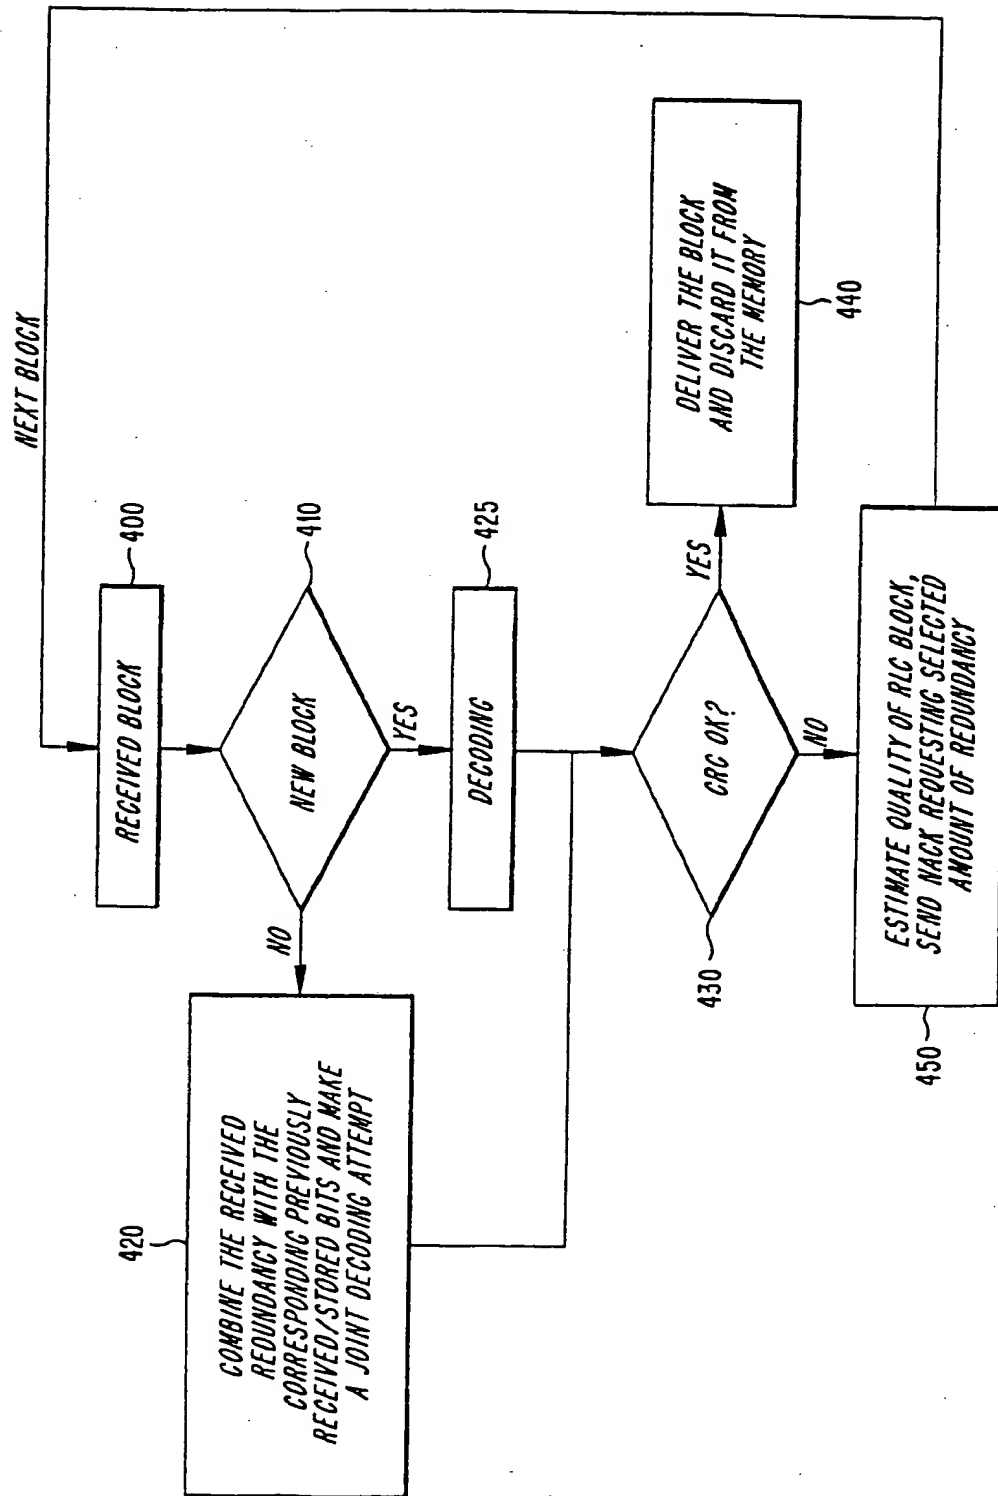 NEXT BLOCK
400
RECEIVED BLOCK
410
NEW BLOCK
NO
YES
420
COMBINE THE RECEIVED
REDUNDANCY WITH THE
CORRESPONDING PREVIOUSLY
RECEIVED/STORED BITS AND MAKE
A JOINT DECODING ATTEMPT
425
DECODING
430
CRC OK?
YES
NO
DELIVER THE BLOCK
AND DISCARD IT FROM
THE MEMORY
440
ESTIMATE QUALITY OF RLC BLOCK,
SEND NACK REQUESTING SELECTED
AMOUNT OF REDUNDANCY
450